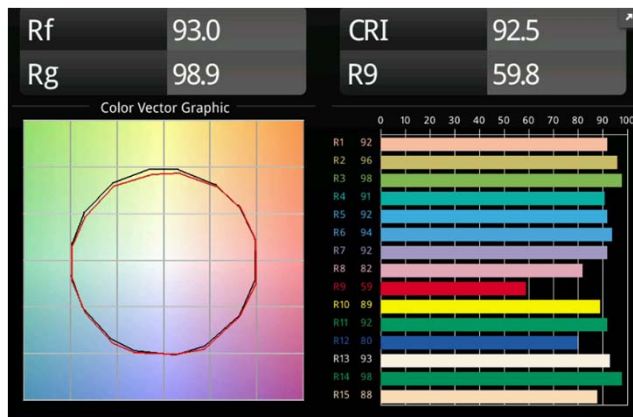 Rf 93.0 CRI 92.5
Rg 98.9 R9 59.8
Color Vector Graphic
0 10 20 30 40 50 60 70 80 90 100
R1 92
R2 96
R3 98
R4 91
R5 92
R6 94
R7 92
R8 82
R9 59
R10 89
R11 92
R12 80
R13 93
R14 98
R15 88